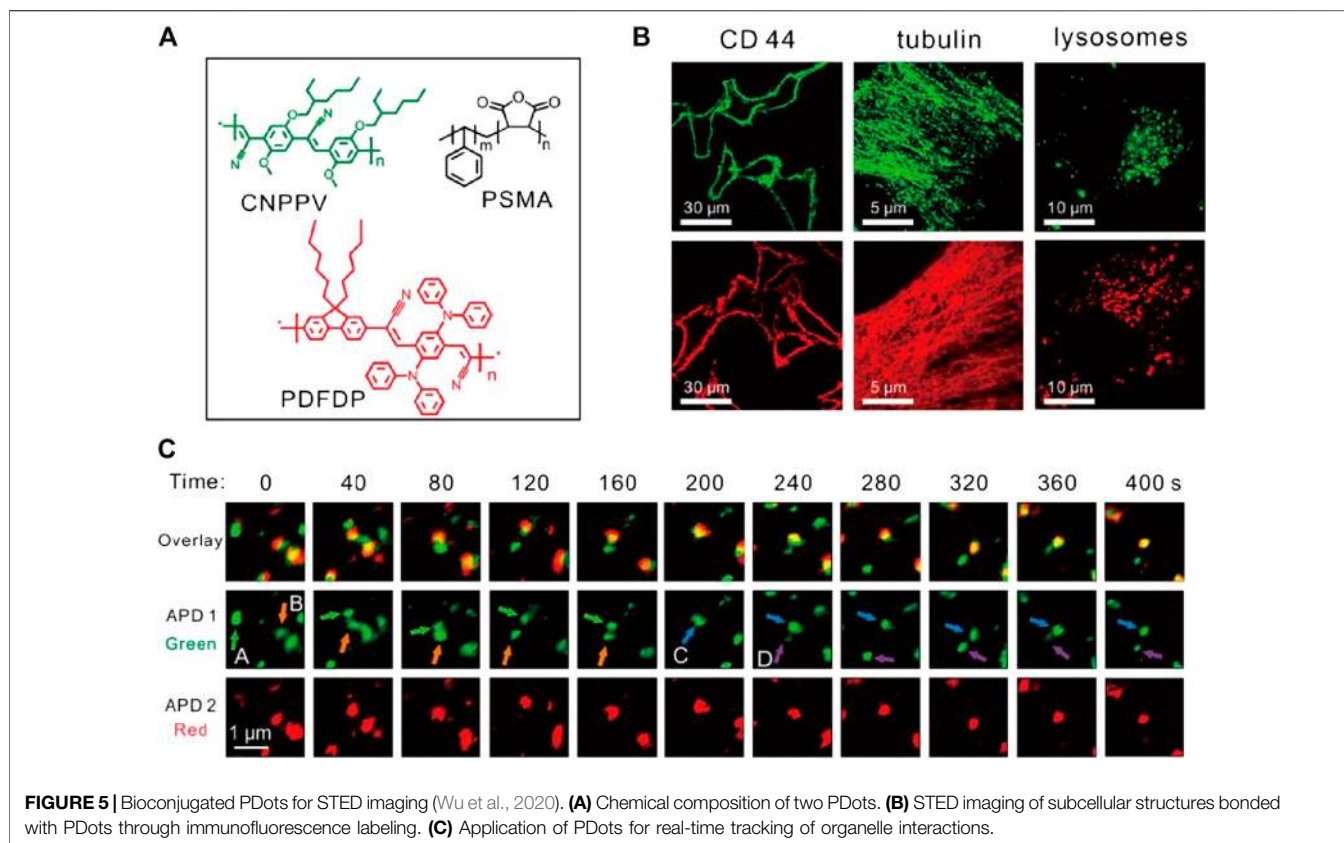 A
CNPPV
PSMA
PDFDP
O
O
O
m
n
O
N
O
N
O
O
n
N
N
N
N
n
B
CD 44 tubulin lysosomes
30 µm 5 µm 10 µm
30 µm 5 µm 10 µm
C
Time: 0 40 80 120 160 200 240 280 320 360 400 s
Overlay
APD 1
Green
A B C D
APD 2
Red
1 µm
FIGURE 5 | Bioconjugated PDots for STED imaging (Wu et al., 2020). (A) Chemical composition of two PDots. (B) STED imaging of subcellular structures bonded
with PDots through immunofluorescence labeling. (C) Application of PDots for real-time tracking of organelle interactions.